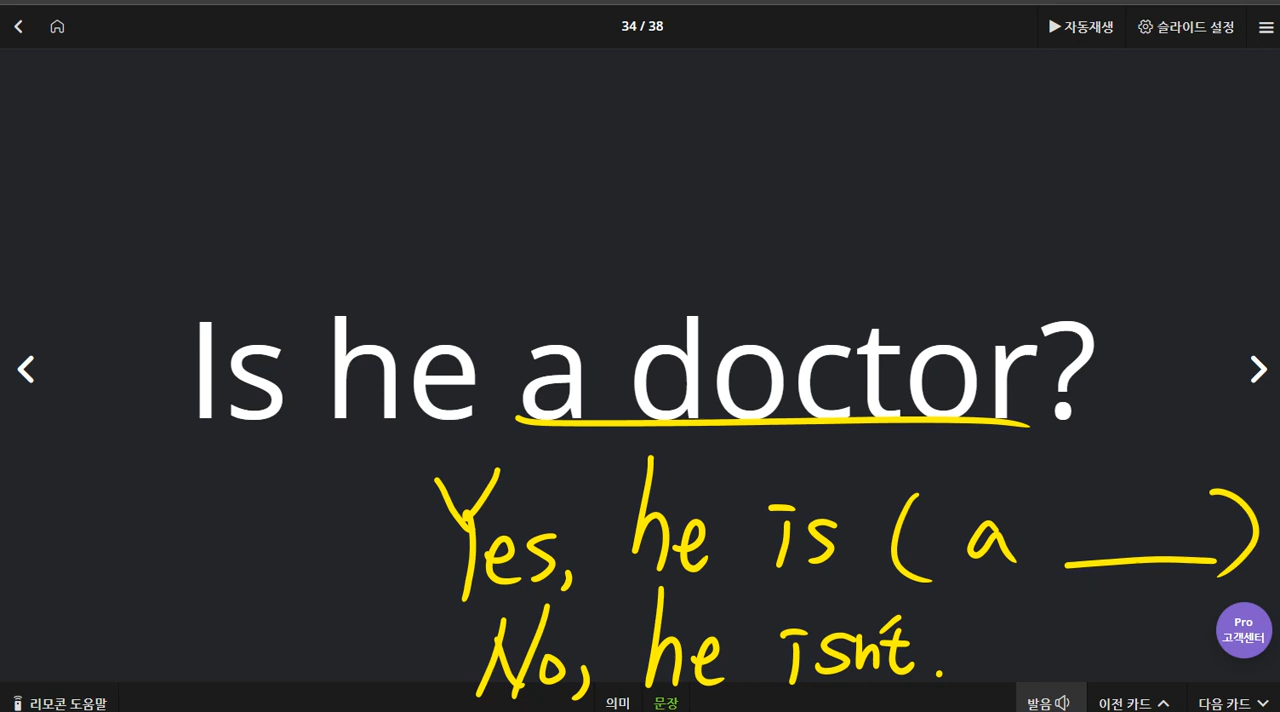 34 / 38
▶자동재생
슬라이드 설정
Is he a doctor?
Yes, he is ( a ___ )
No, he isn't.
Pro
고객센터
리모콘 도움말
의미
문장
발음
이전 카드
다음 카드